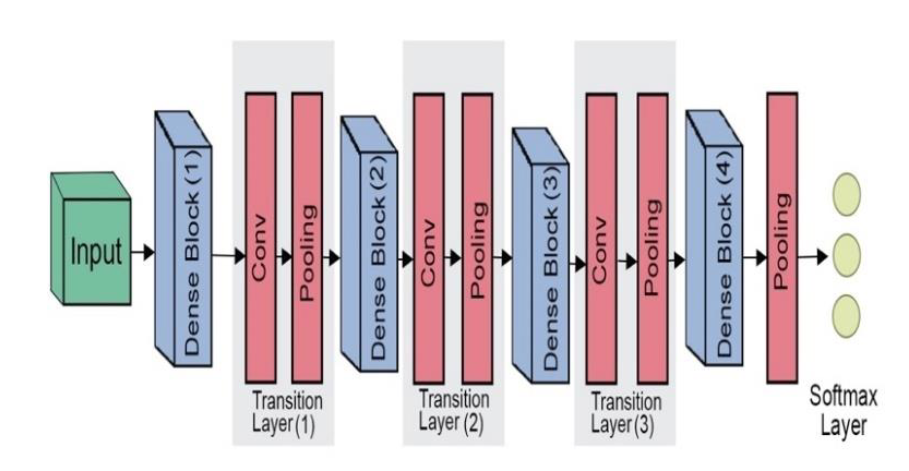 Input
Dense Block (1)
Conv
Pooling
Transition
Layer (1)
Dense Block (2)
Conv
Pooling
Transition
Layer (2)
Dense Block (3)
Conv
Pooling
Transition
Layer (3)
Dense Block (4)
Pooling
Softmax
Layer